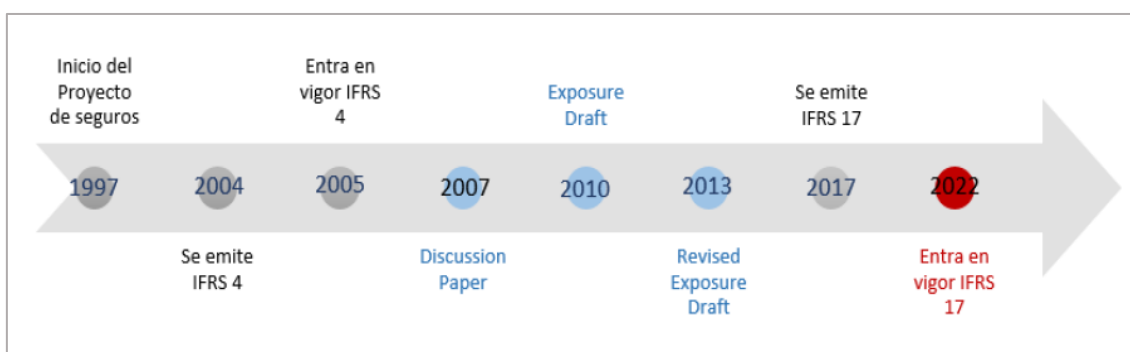 Inicio del
Proyecto
de seguros
Entra en
vigor IFRS
4
Exposure
Draft
Se emite
IFRS 17
1997
2004
2005
2007
2010
2013
2017
2022
Se emite
IFRS 4
Discussion
Paper
Revised
Exposure
Draft
Entra en
vigor IFRS
17